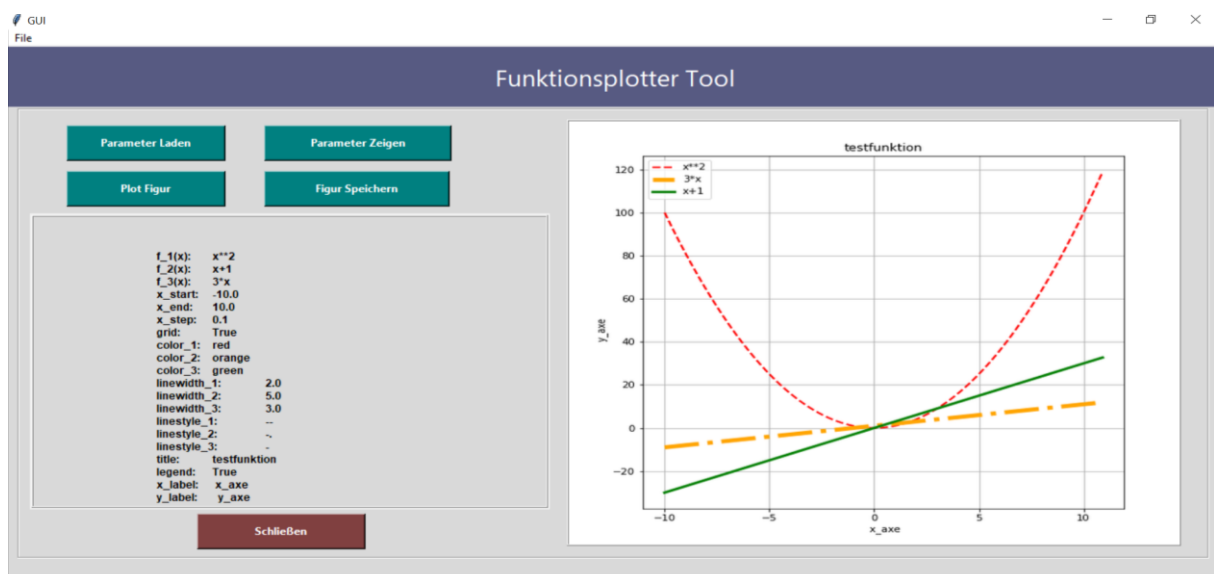 GUI
File
Funktionsplotter Tool
Parameter Laden
Parameter Zeigen
Plot Figur
Figur Speichern
f_1(x): x**2
f_2(x): x+1
f_3(x): 3*x
x_start: -10.0
x_end: 10.0
x_step: 0.1
grid: True
color_1: red
color_2: orange
color_3: green
linewidth_1: 2.0
linewidth_2: 5.0
linewidth_3: 3.0
linestyle_1: --
linestyle_2: -.
linestyle_3: -
title: testfunktion
legend: True
x_label: x_axe
y_label: y_axe
Schließen
testfunktion
x**2
3*x
x+1
120
100
80
60
40
20
0
−20
y_axe
−10 −5 0 5 10
x_axe